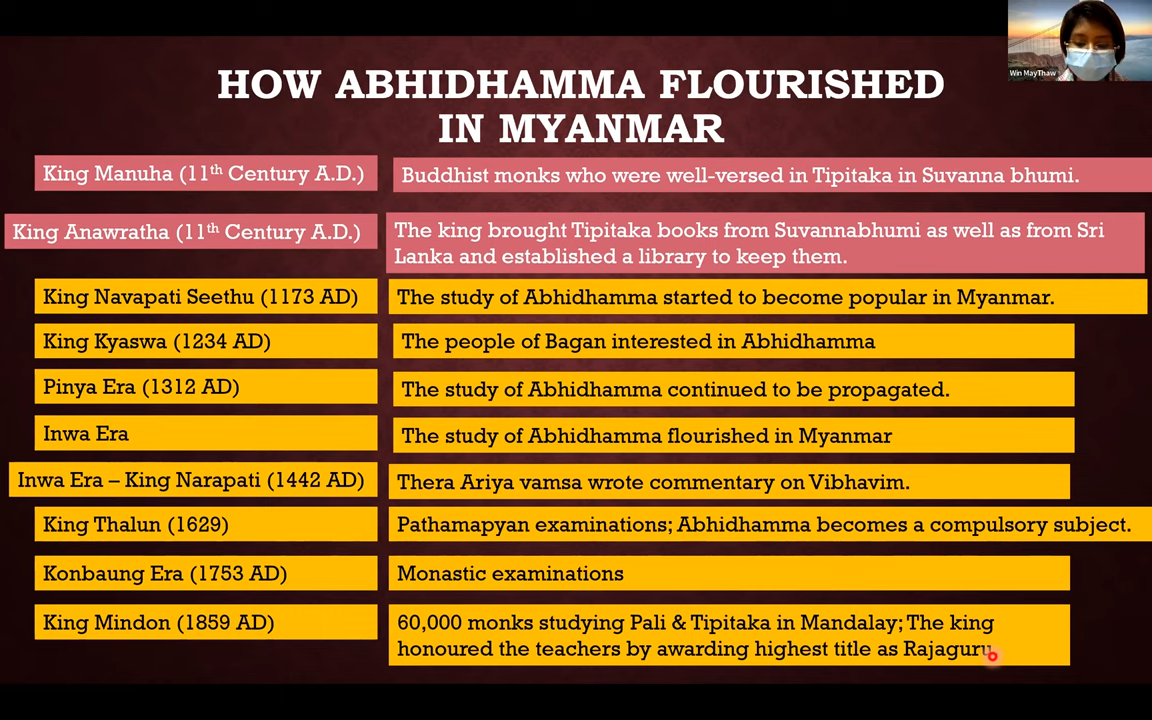 Win MayThaw
HOW ABHIDHAMMA FLOURISHED
IN MYANMAR
King Manuha (11th Century A.D.)
Buddhist monks who were well-versed in Tipitaka in Suvanna bhumi.
King Anawratha (11th Century A.D.)
The king brought Tipitaka books from Suvannabhumi as well as from Sri
Lanka and established a library to keep them.
King Navapati Seethu (1173 AD)
The study of Abhidhamma started to become popular in Myanmar.
King Kyaswa (1234 AD)
The people of Bagan interested in Abhidhamma
Pinya Era (1312 AD)
The study of Abhidhamma continued to be propagated.
Inwa Era
The study of Abhidhamma flourished in Myanmar
Inwa Era – King Narapati (1442 AD)
Thera Ariya vamsa wrote commentary on Vibhavim.
King Thalun (1629)
Pathamapyan examinations; Abhidhamma becomes a compulsory subject.
Konbaung Era (1753 AD)
Monastic examinations
King Mindon (1859 AD)
60,000 monks studying Pali & Tipitaka in Mandalay; The king
honoured the teachers by awarding highest title as Rajaguru.